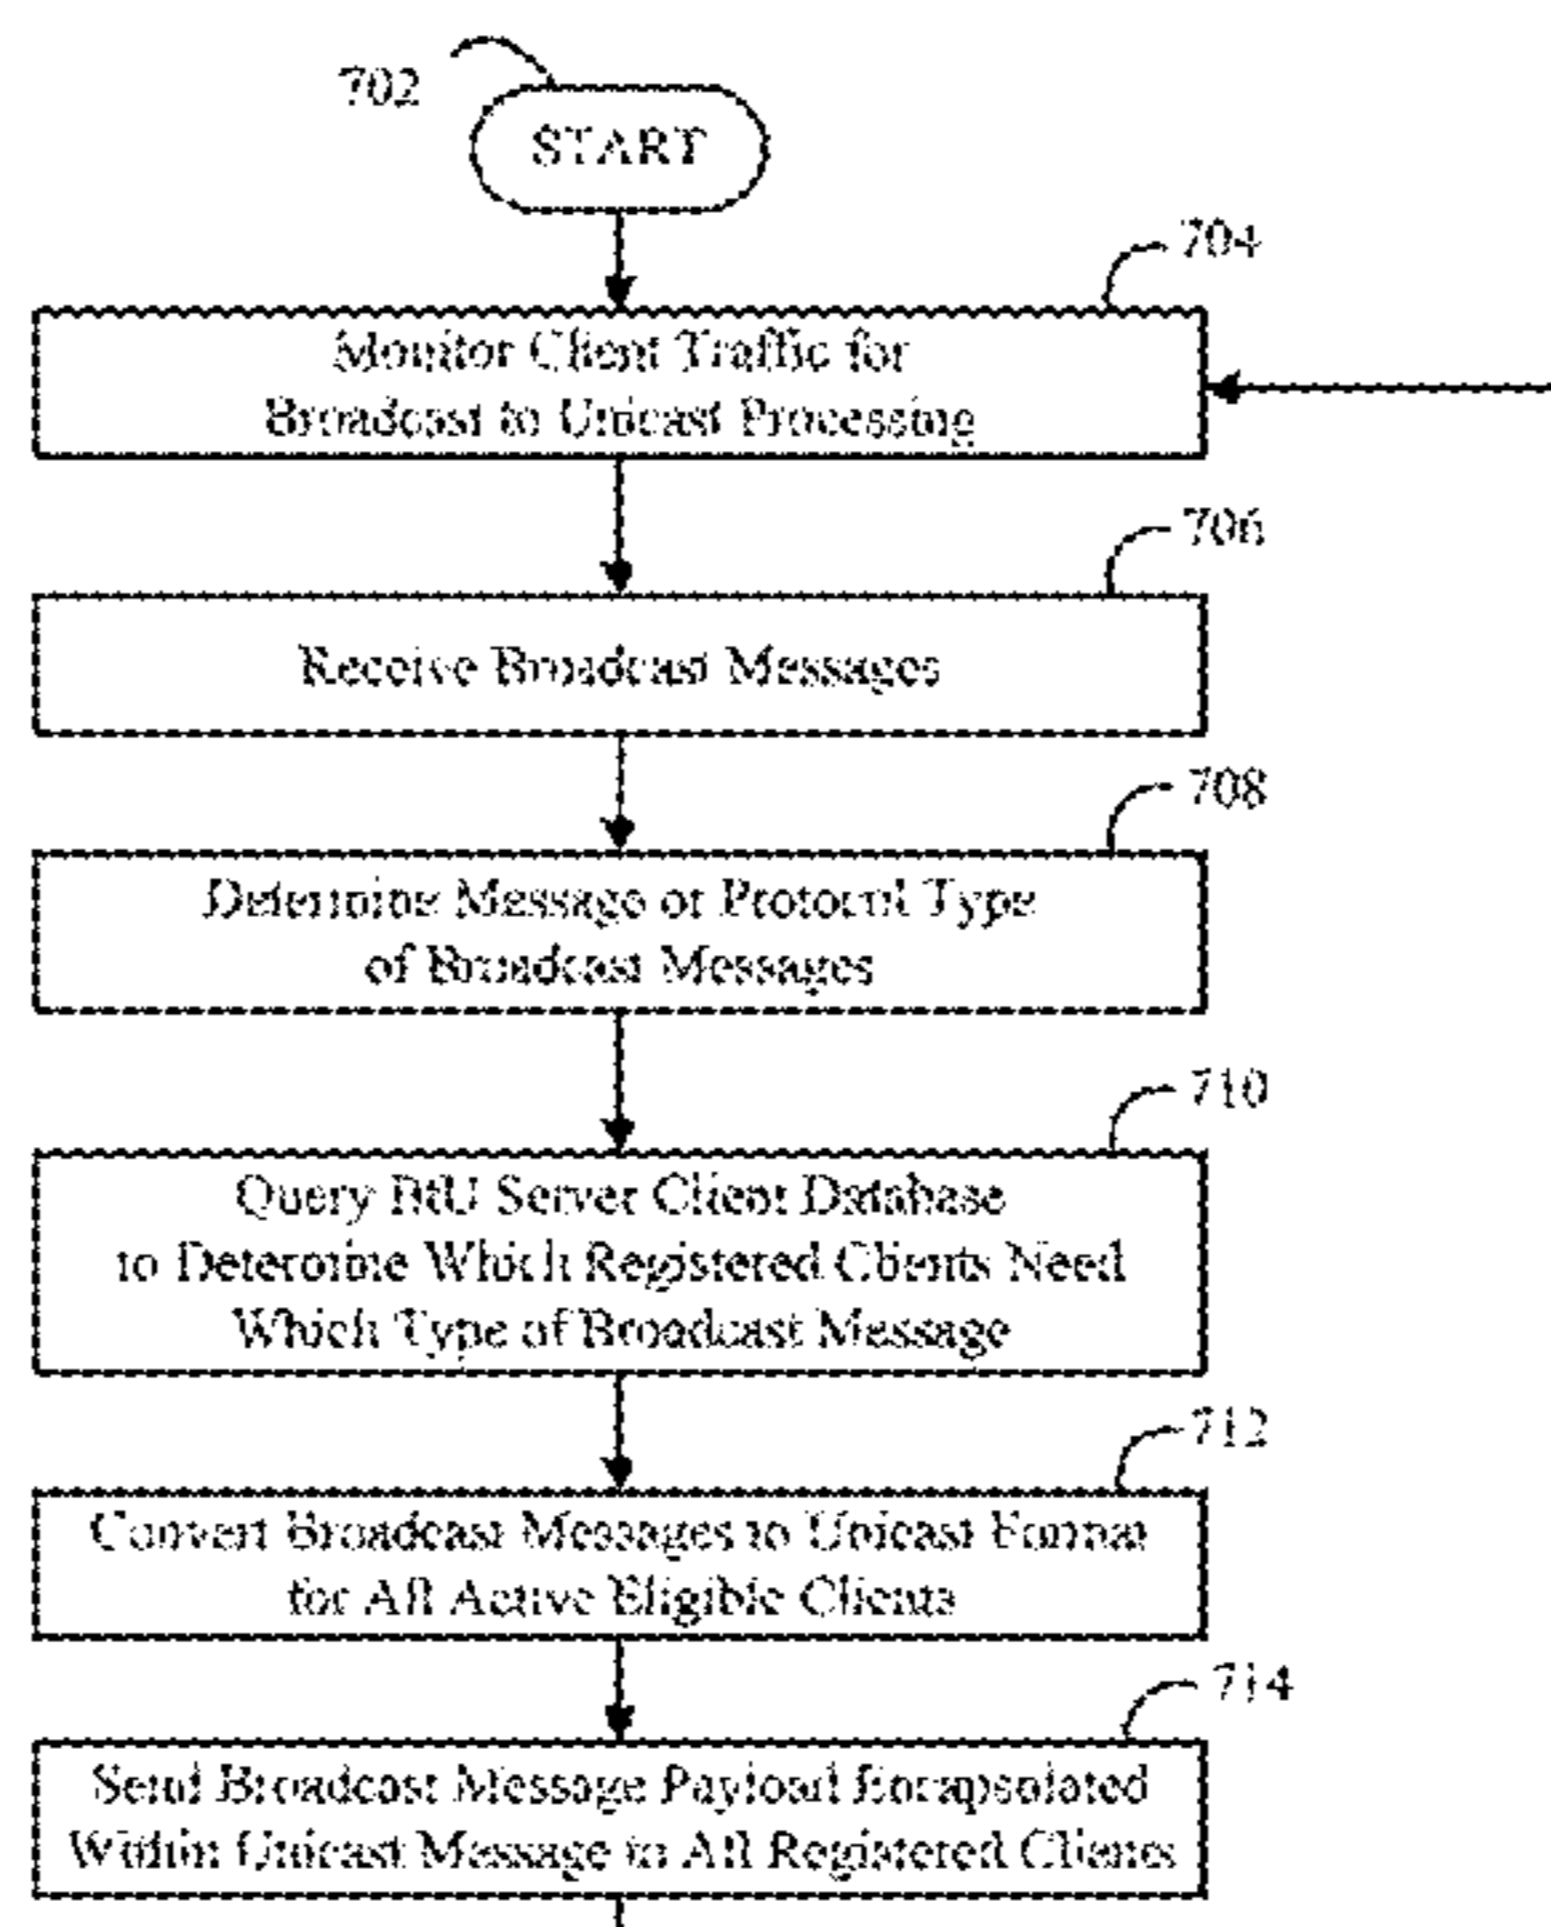 702
START
704
Monitor Client Traffic for
Broadcast to Unicast Processing
706
Receive Broadcast Messages
708
Determine Message or Protocol Type
of Broadcast Messages
710
Query BtU Server Client Database
to Determine Which Registered Clients Need
Which Type of Broadcast Message
712
Convert Broadcast Messages to Unicast Format
for All Active Eligible Clients
714
Send Broadcast Message Payload Encapsulated
Within Unicast Message to All Registered Clients